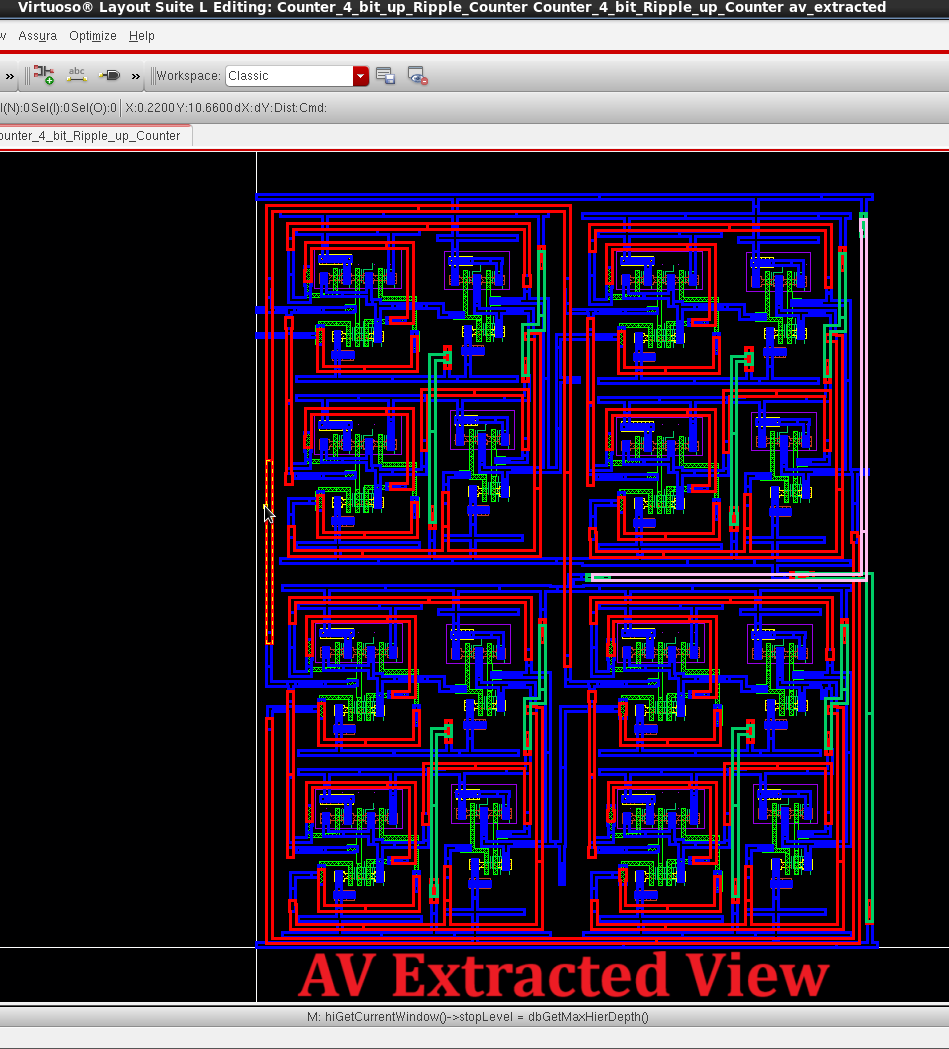 Virtuoso® Layout Suite L Editing: Counter_4_bit_up_Ripple_Counter Counter_4_bit_Ripple_up_Counter av_extracted
w Assura Optimize Help
» abc » Workspace: Classic
l(N):0 Sel(I):0 Sel(O):0 X:0.2200 Y:10.6600 dX: dY: Dist: Cmd:
ounter_4_bit_Ripple_up_Counter
AV Extracted View
M: hiGetCurrentWindow()->stopLevel = dbGetMaxHierDepth()